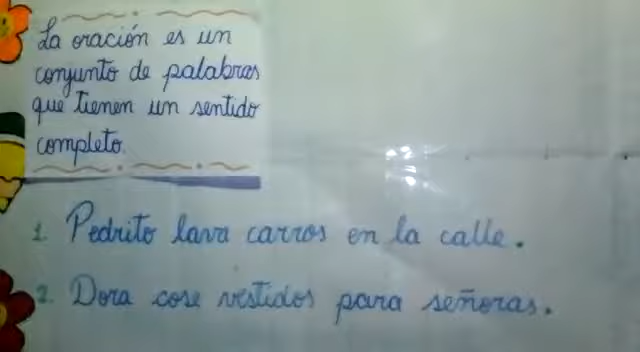 La oración es un
conjunto de palabras
que tienen un sentido
completo.
1. Pedrito lava carros en la calle.
2. Dora cose vestidos para señoras.